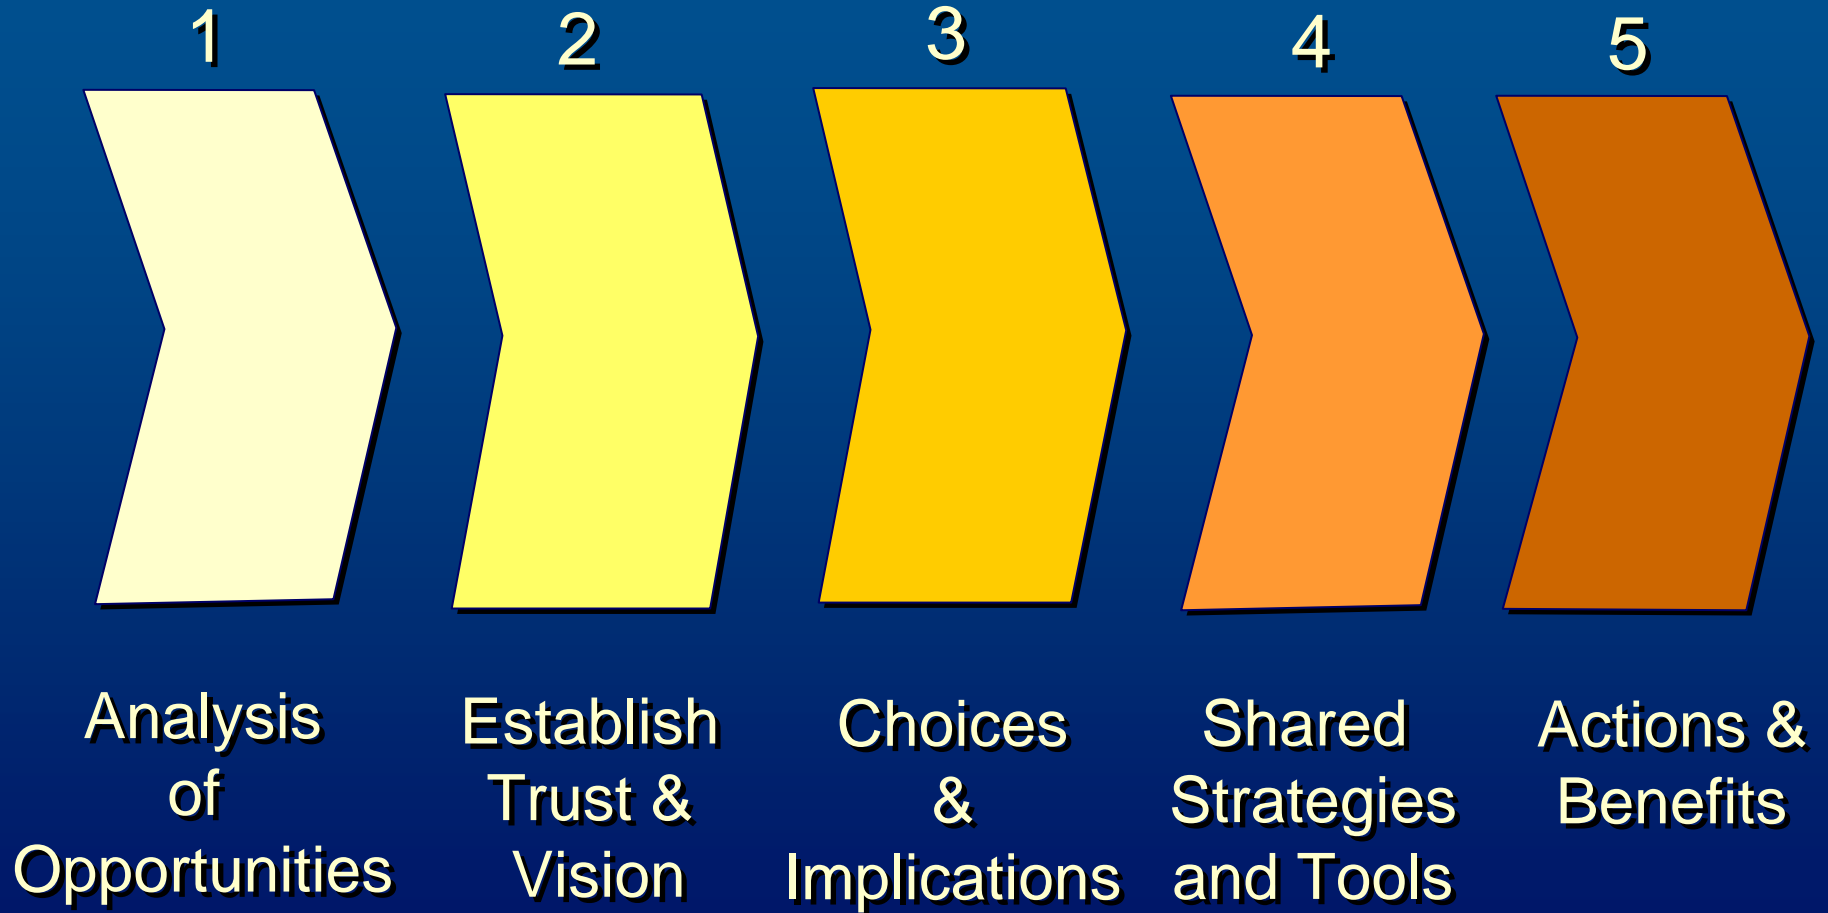 1
Analysis
of
Opportunities
2
Establish
Trust &
Vision
3
Choices
&
Implications
4
Shared
Strategies
and Tools
5
Actions &
Benefits